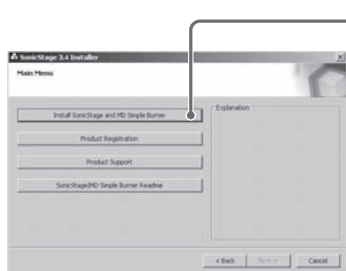 SonicStage 3.4 Installer
Main Menu
Install SonicStage and MD Simple Burner
Explanation
Product Registration
Product Support
SonicStage/MD Simple Burner Readme
< Back
Next >
Cancel